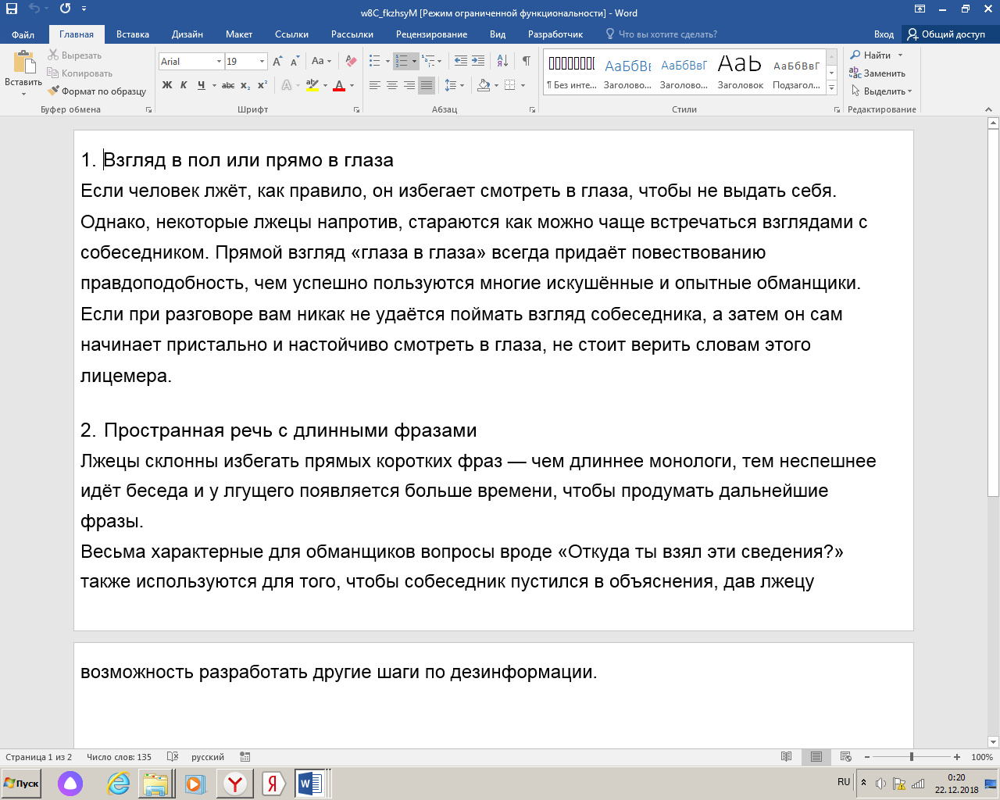 w8C_fkzhsyM [Режим ограниченной функциональности] - Word
Файл Главная Вставка Дизайн Макет Ссылки Рассылки Рецензирование Вид Разработчик Что вы хотите сделать? Вход Общий доступ
Вставить
Вырезать
Копировать
Формат по образцу
Буфер обмена
Arial 19
Ж К Ч abc x₂ x²
Шрифт
Абзац
АаБбВ АаБбВвГ АаЬ АаБбВвГ
¶ Без инте... Заголово... Заголово... Заголовок Подзагол...
Стили
Найти
Заменить
Выделить
Редактирование
1. Взгляд в пол или прямо в глаза
Если человек лжёт, как правило, он избегает смотреть в глаза, чтобы не выдать себя.
Однако, некоторые лжецы напротив, стараются как можно чаще встречаться взглядами с
собеседником. Прямой взгляд «глаза в глаза» всегда придаёт повествованию
правдоподобность, чем успешно пользуются многие искушённые и опытные обманщики.
Если при разговоре вам никак не удаётся поймать взгляд собеседника, а затем он сам
начинает пристально и настойчиво смотреть в глаза, не стоит верить словам этого
лицемера.
2. Пространная речь с длинными фразами
Лжецы склонны избегать прямых коротких фраз — чем длиннее монологи, тем неспешнее
идёт беседа и у лгущего появляется больше времени, чтобы продумать дальнейшие
фразы.
Весьма характерные для обманщиков вопросы вроде «Откуда ты взял эти сведения?»
также используются для того, чтобы собеседник пустился в объяснения, дав лжецу
возможность разработать другие шаги по дезинформации.
Страница 1 из 2 Число слов: 135 русский 100%
Пуск RU 0:20
22.12.2018